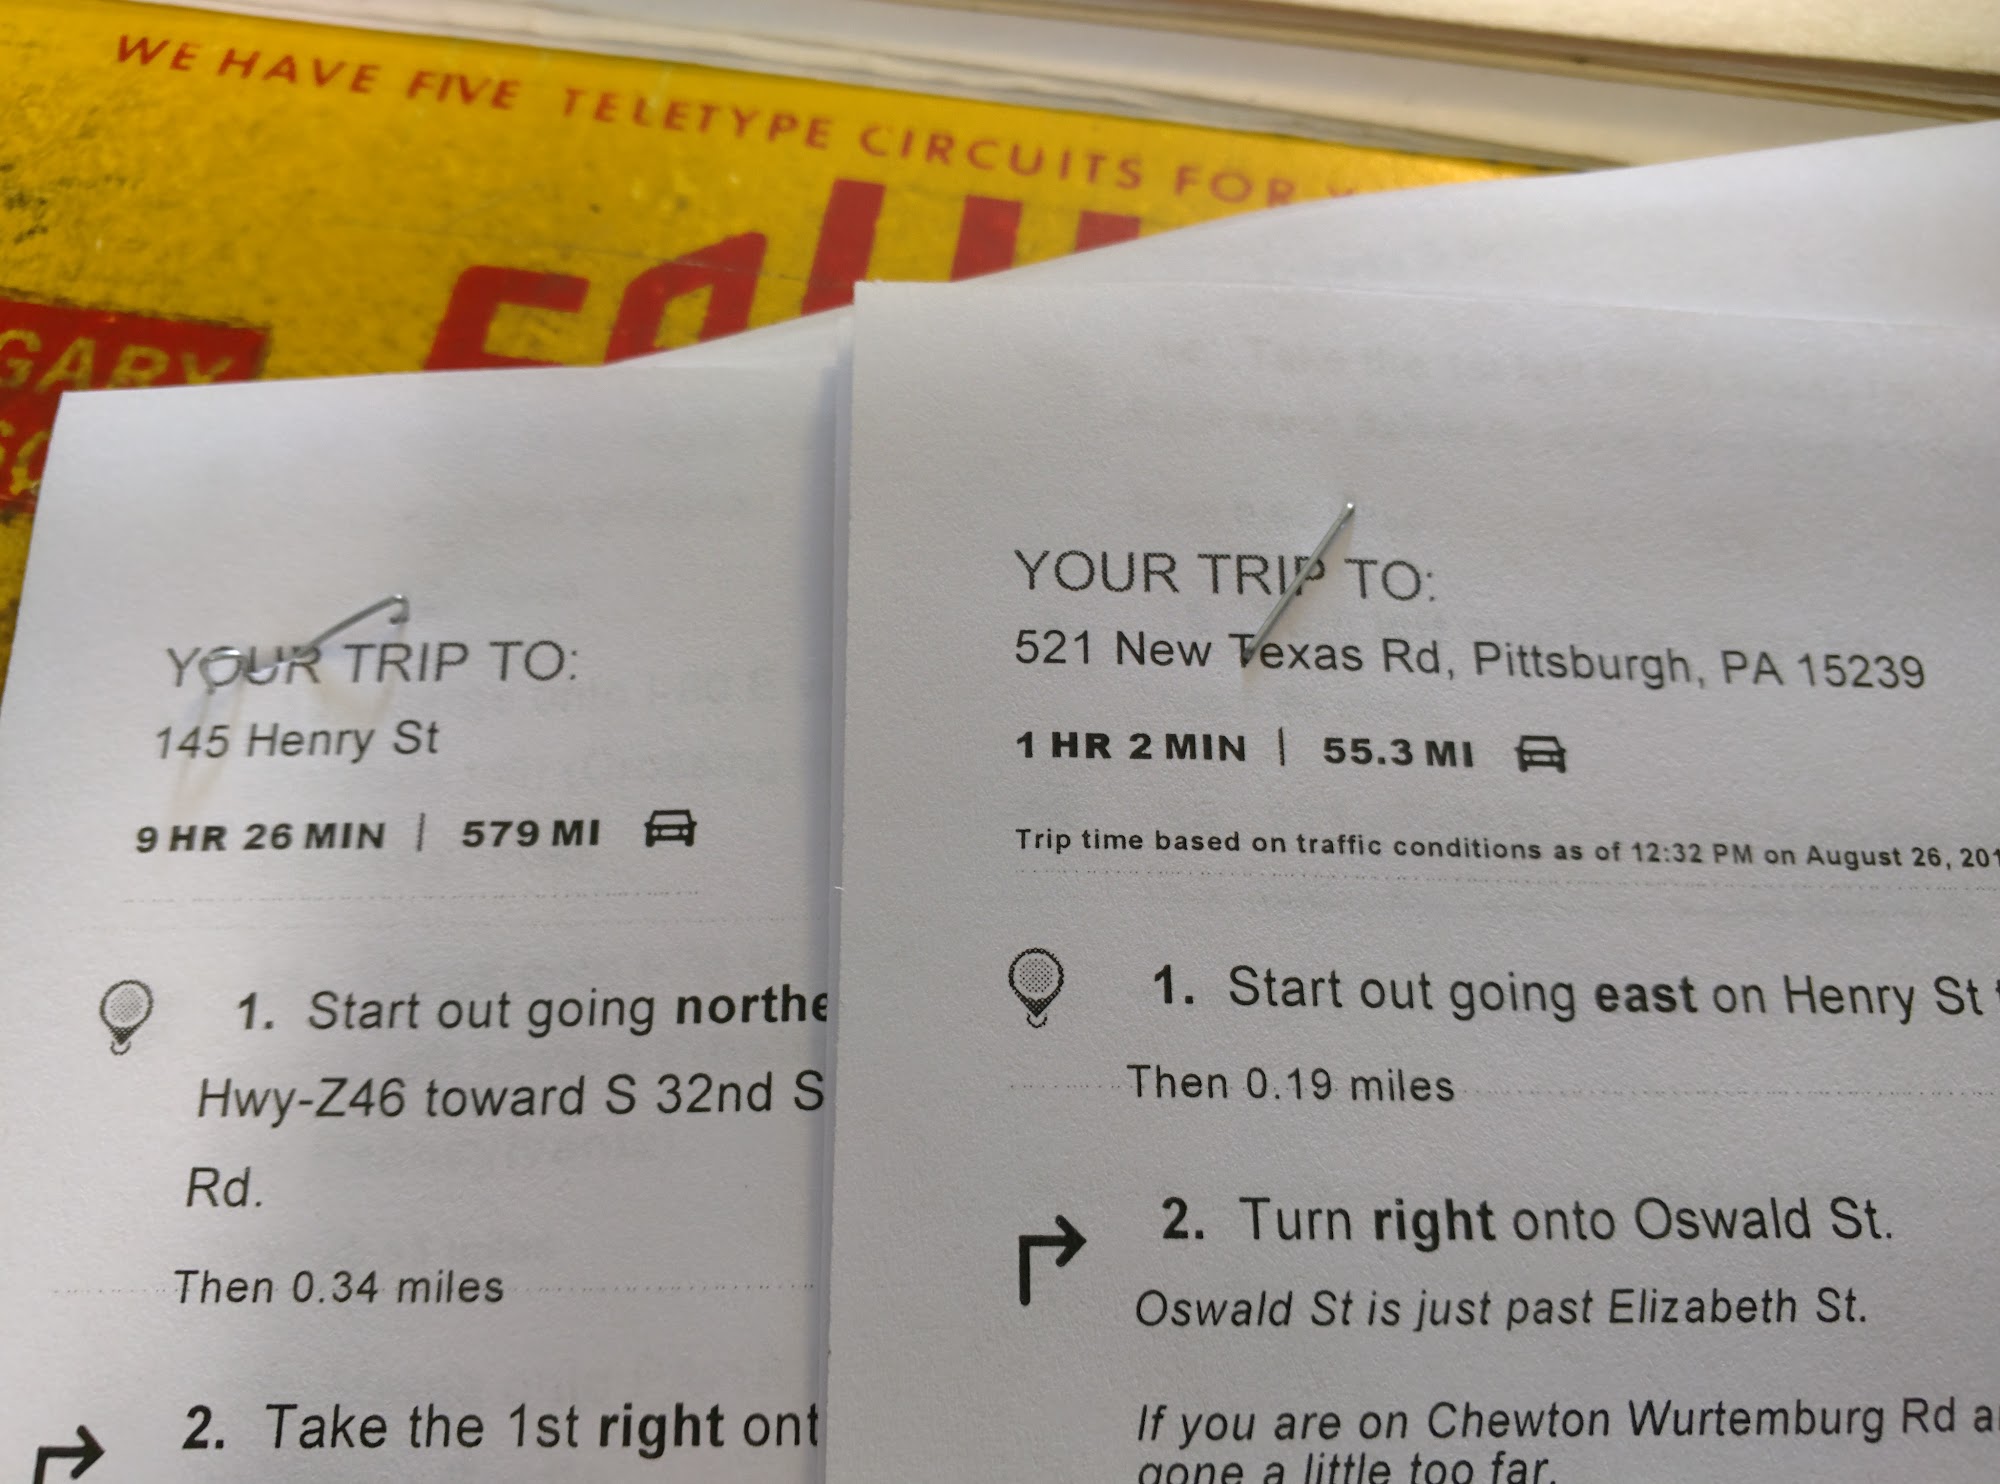 WE HAVE FIVE TELETYPE CIRCUITS FOR
GARY
YOUR TRIP TO:
145 Henry St
9 HR 26 MIN | 579 MI
1. Start out going northe
Hwy-Z46 toward S 32nd S
Rd.
Then 0.34 miles
2. Take the 1st right ont
YOUR TRIP TO:
521 New Texas Rd, Pittsburgh, PA 15239
1 HR 2 MIN | 55.3 MI
Trip time based on traffic conditions as of 12:32 PM on August 26, 201
1. Start out going east on Henry St
Then 0.19 miles
2. Turn right onto Oswald St.
Oswald St is just past Elizabeth St.
If you are on Chewton Wurtemburg Rd a
gone a little too far.